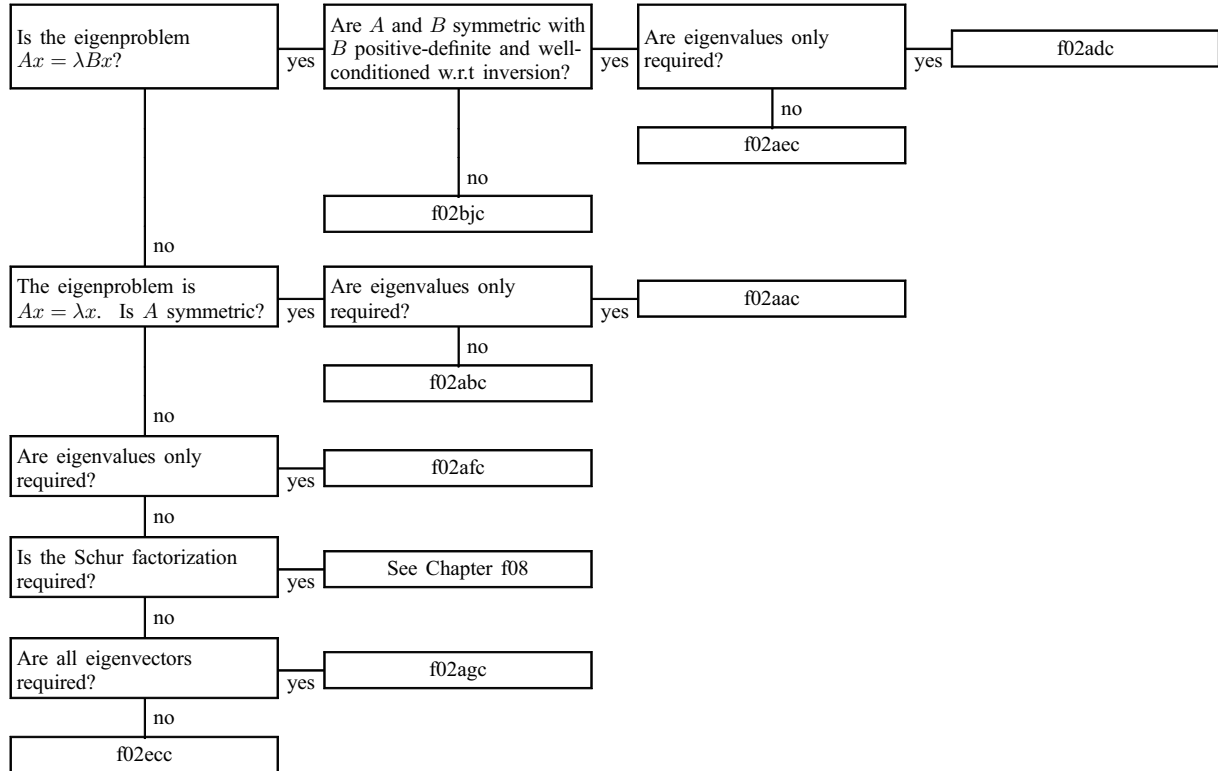 Is the eigenproblem
Ax = λBx?
yes
Are A and B symmetric with
B positive-definite and well-
conditioned w.r.t inversion?
yes
Are eigenvalues only
required?
yes
f02adc
no
f02aec
no
f02bjc
no
The eigenproblem is
Ax = λx. Is A symmetric?
yes
Are eigenvalues only
required?
yes
f02aac
no
f02abc
no
Are eigenvalues only
required?
yes
f02afc
no
Is the Schur factorization
required?
yes
See Chapter f08
no
Are all eigenvectors
required?
yes
f02agc
no
f02ecc